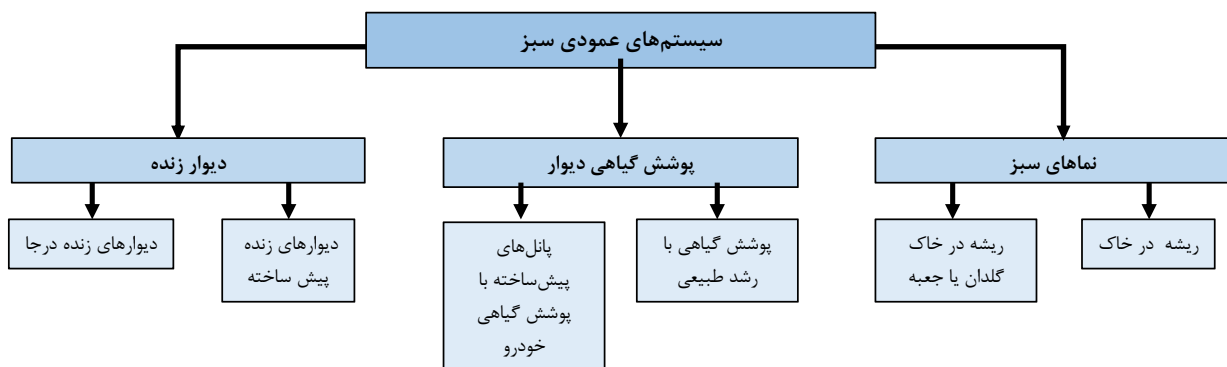 سیستم‌های عمودی سبز
نماهای سبز
پوشش گیاهی دیوار
دیوار زنده
ریشه در خاک
ریشه در خاک
گلدان یا جعبه
پوشش گیاهی با
رشد طبیعی
پانل‌های
پیش‌ساخته با
پوشش گیاهی
خودرو
دیوارهای زنده
پیش ساخته
دیوارهای زنده درجا